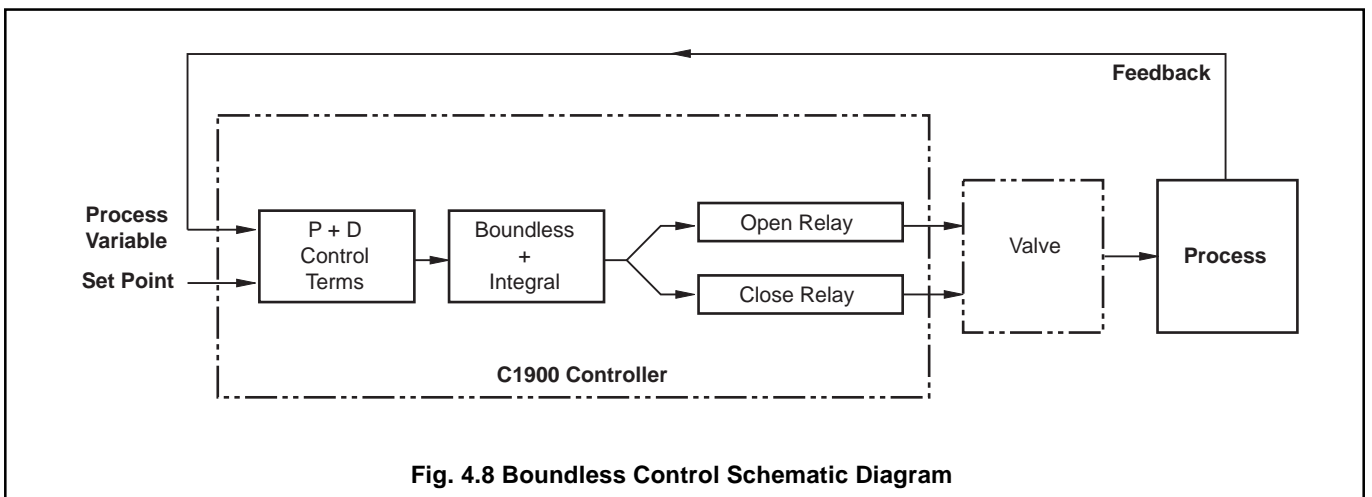 Feedback
Process
Variable
Set Point
P + D
Control
Terms
Boundless
+
Integral
Open Relay
Close Relay
Valve
Process
C1900 Controller
Fig. 4.8 Boundless Control Schematic Diagram